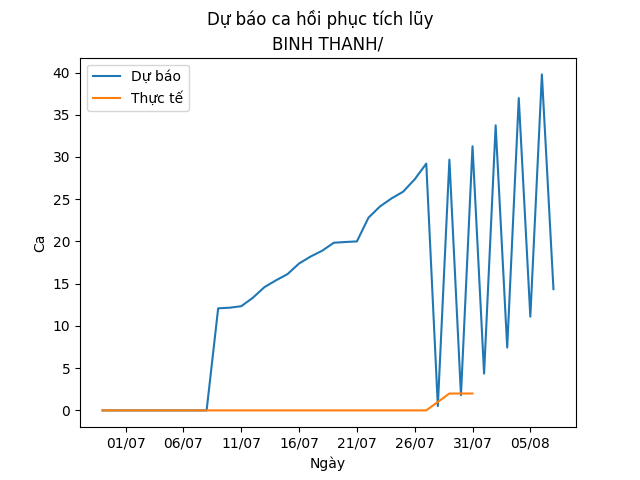 Dự báo ca hồi phục tích lũy
BINH THANH/
Dự báo
Thực tế
Ca
40
35
30
25
20
15
10
5
0
01/07 06/07 11/07 16/07 21/07 26/07 31/07 05/08
Ngày